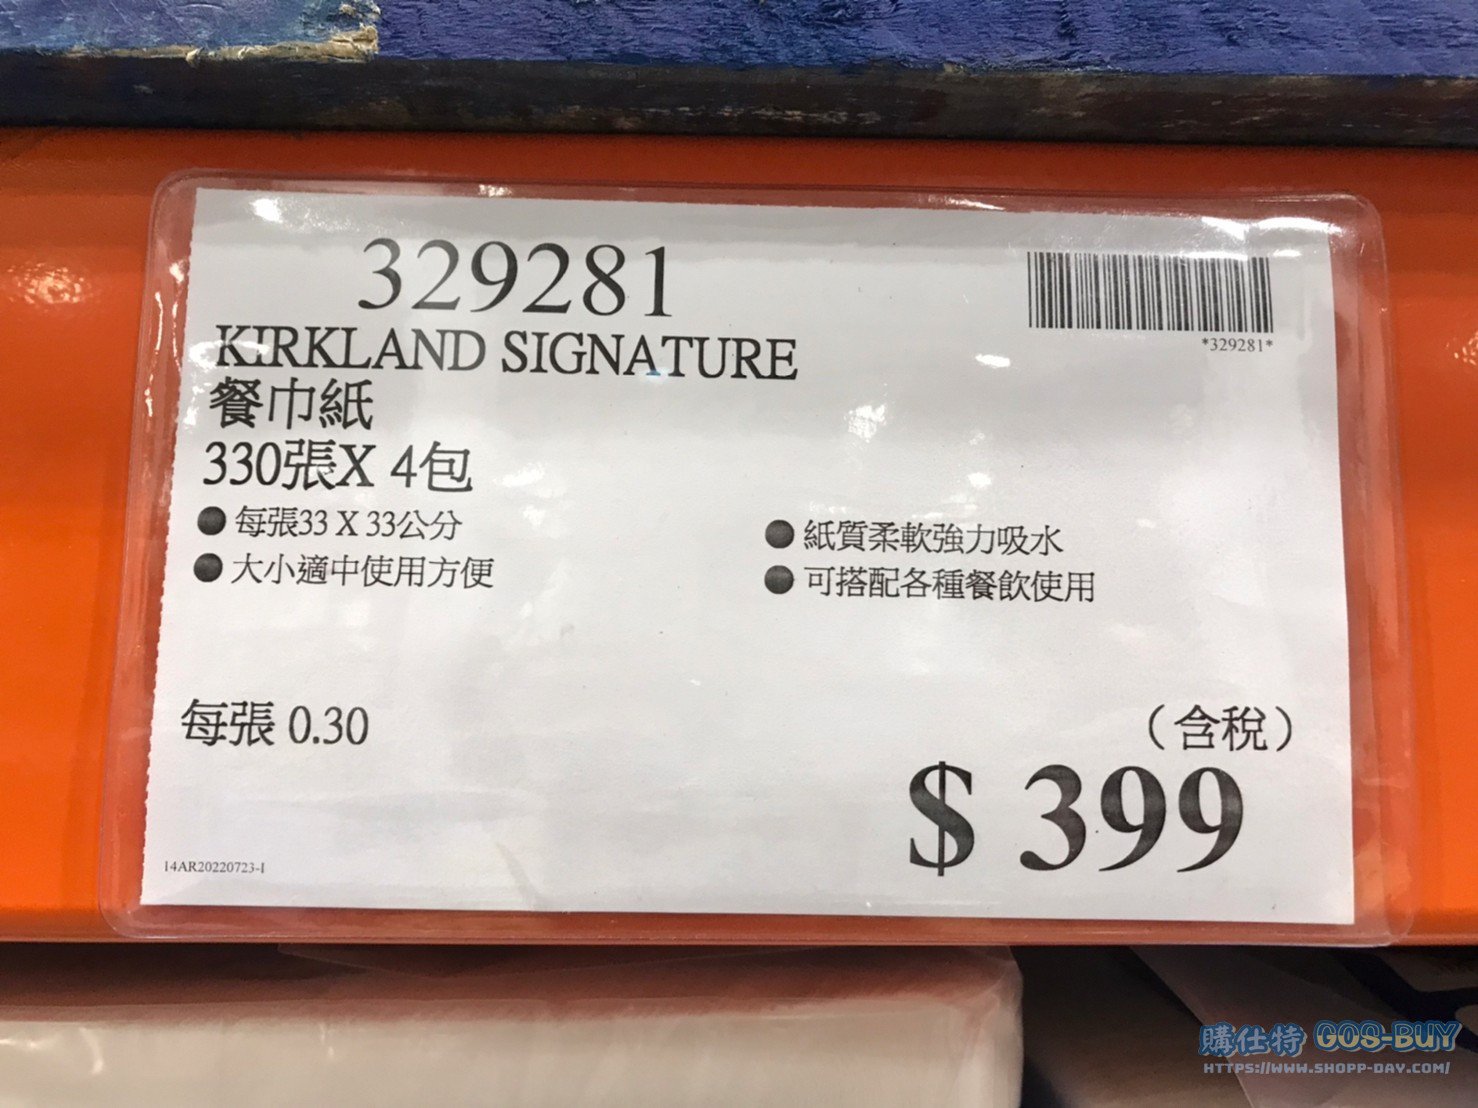 329281
*329281*
KIRKLAND SIGNATURE
餐巾紙
330張X 4包
●每張33 X 33公分
●大小適中使用方便
●紙質柔軟強力吸水
●可搭配各種餐飲使用
每張 0.30
（含稅）
$ 399
14AR20220723-I
購仕特 GOS-BUY
HTTPS://WWW.SHOPP-DAY.COM/